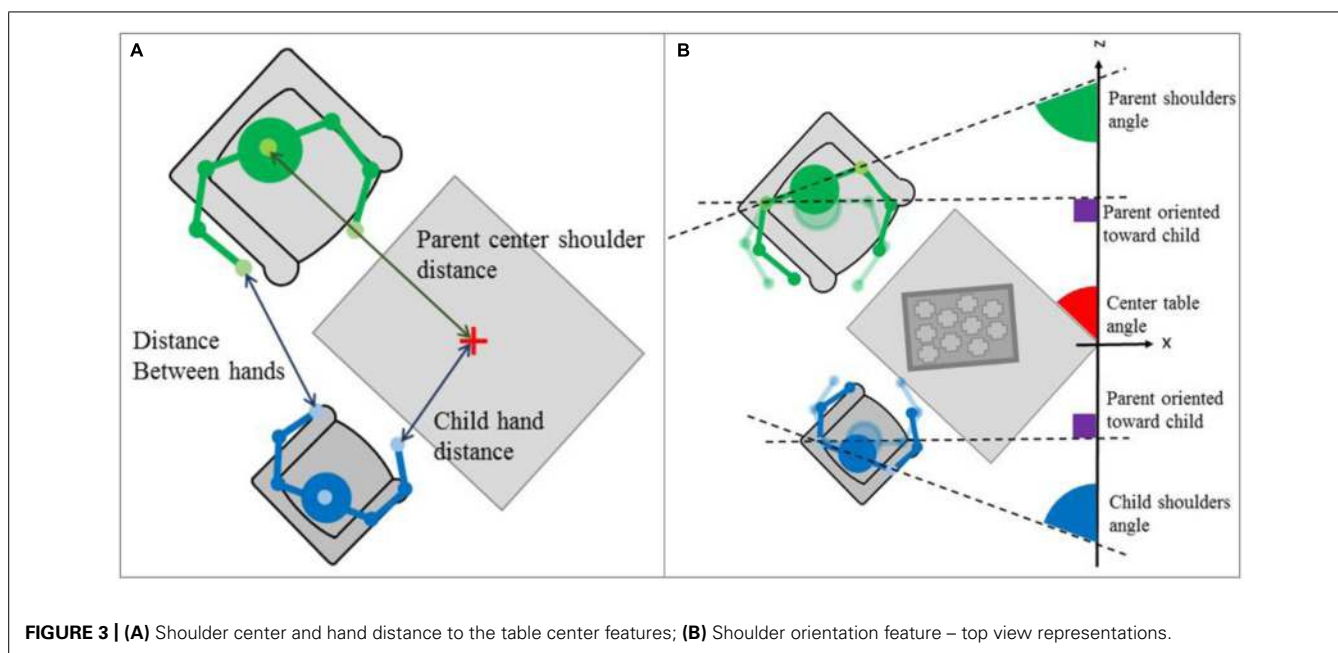 A
Parent center shoulder
distance
Distance
Between hands
Child hand
distance
B
Z
Parent shoulders
angle
Parent oriented
toward child
Center table
angle
X
Parent oriented
toward child
Child shoulders
angle
FIGURE 3 | (A) Shoulder center and hand distance to the table center features; (B) Shoulder orientation feature – top view representations.